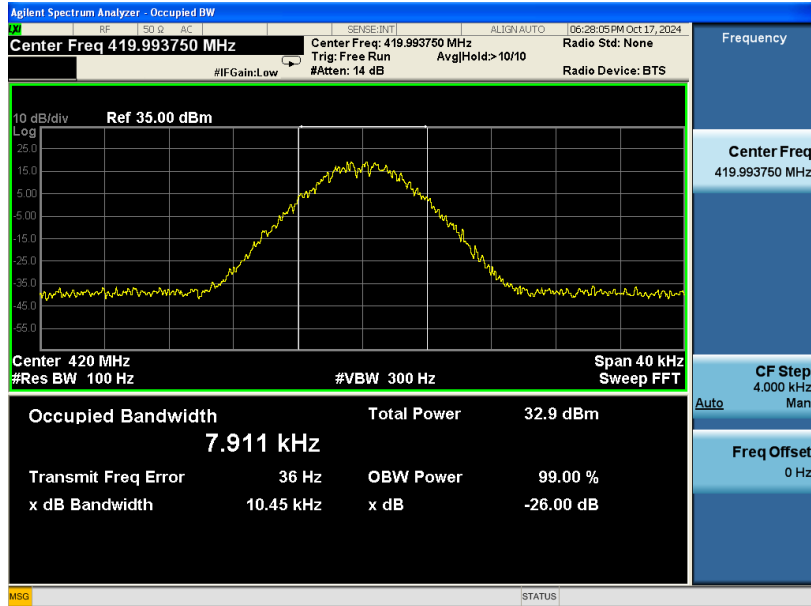 Agilent Spectrum Analyzer - Occupied BW
LXI RF 50 Ω AC SENSE:INT ALIGN AUTO 06:28:05 PM Oct 17, 2024
Center Freq 419.993750 MHz
Center Freq: 419.993750 MHz
Radio Std: None
Trig: Free Run
Avg|Hold:> 10/10
#IFGain:Low
#Atten: 14 dB
Radio Device: BTS
10 dB/div Ref 35.00 dBm
Log
25.0
15.0
5.00
-5.00
-15.0
-25.0
-35.0
-45.0
-55.0
Center 420 MHz
Span 40 kHz
#Res BW 100 Hz
#VBW 300 Hz
Sweep FFT
Occupied Bandwidth
7.911 kHz
Total Power 32.9 dBm
Transmit Freq Error 36 Hz
OBW Power 99.00 %
x dB Bandwidth 10.45 kHz
x dB -26.00 dB
Frequency
Center Freq
419.993750 MHz
CF Step
4.000 kHz
Auto Man
Freq Offset
0 Hz
MSG
STATUS